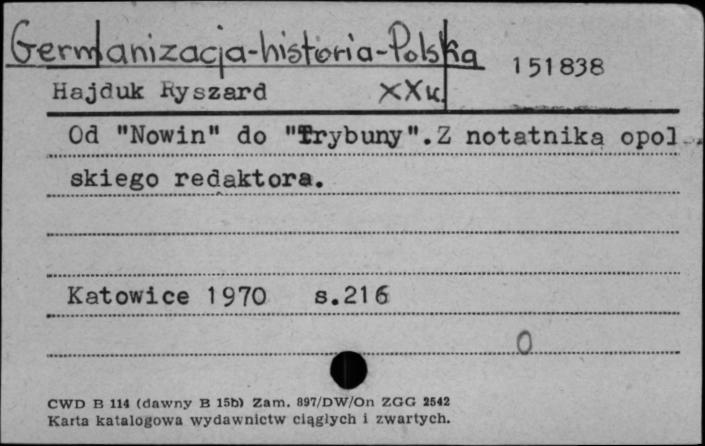 Germanizacja-historia-Polska
151838
Hajduk Ryszard XX w.
Od "Nowin" do "Trybuny".Z notatnika opol-
skiego redaktora.
Katowice 1970 s.216
0
CWD B 114 (dawny B 15b) Zam. 897/DW/On ZGG 2542
Karta katalogowa wydawnictw ciągłych i zwartych.